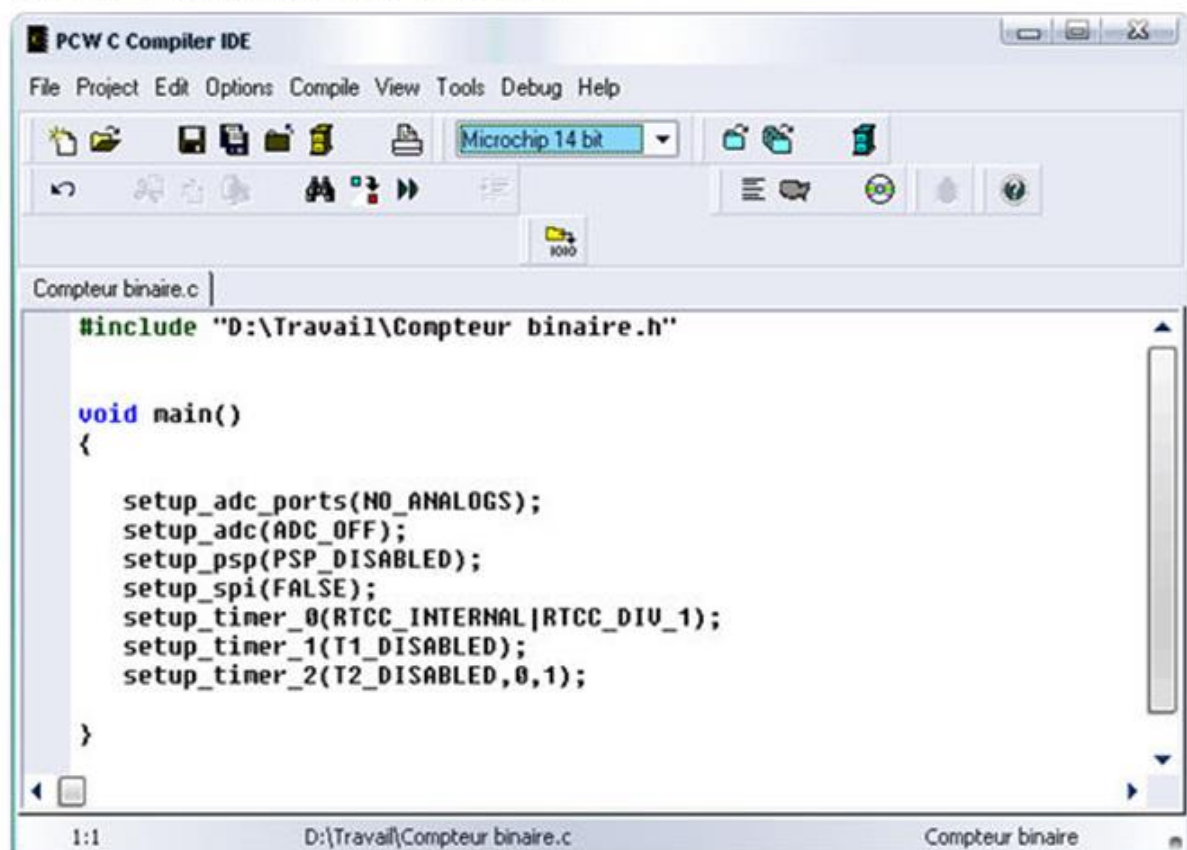 PCW C Compiler IDE
File Project Edit Options Compile View Tools Debug Help
Microchip 14 bit
1010
Compteur binaire.c
#include "D:\Travail\Compteur binaire.h"
void main()
{
setup_adc_ports(NO_ANALOGS);
setup_adc(ADC_OFF);
setup_psp(PSP_DISABLED);
setup_spi(FALSE);
setup_timer_0(RTCC_INTERNAL|RTCC_DIV_1);
setup_timer_1(T1_DISABLED);
setup_timer_2(T2_DISABLED,0,1);
}
1:1 D:\Travail\Compteur binaire.c Compteur binaire